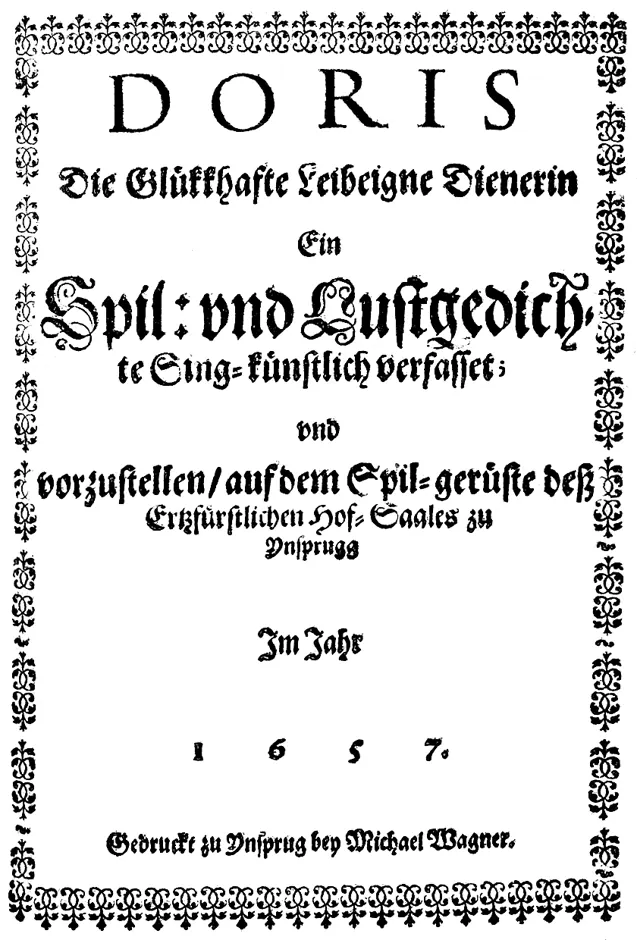 DORIS
Die Glükkhafte Leibeigne Dienerin
Ein
Spil: vnd Lustgedich-
te Sing-künstlich verfasset;
vnd
vorzustellen/auf dem Spil-gerüste deß
Ertzfürstlichen Hof-Saales zu
Ynsprugg
Im Jahr
1657.
Gedruckt zu Ynsprug bey Michael Wagner.